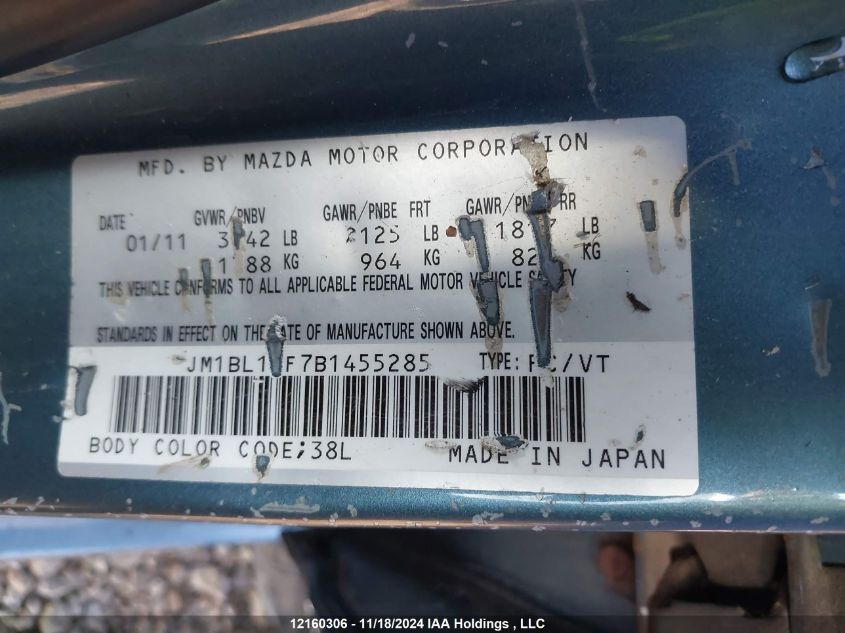 MFD. BY MAZDA MOTOR CORPORATION
DATE GVWR/PNBV GAWR/PNBE FRT GAWR/ RR
01/11 LB 2125 LB LB
KG 964 KG KG
THIS VEHICLE CONFORMS TO ALL APPLICABLE FEDERAL MOTOR VEHICLE SAFETY
STANDARDS IN EFFECT ON THE DATE OF MANUFACTURE SHOWN ABOVE.
TYPE: /VT
BODY COLOR CODE;38L MADE IN JAPAN
12160306 - 11/18/2024 IAA Holdings , LLC